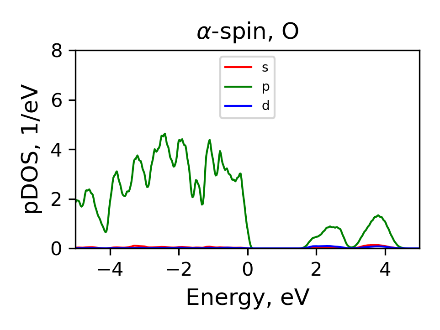 α-spin, O
s
p
d
8
6
4
2
0
pDOS, 1/eV
−4 −2 0 2 4
Energy, eV